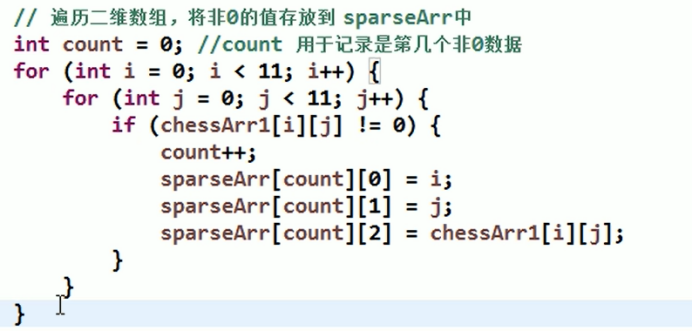 // 遍历二维数组，将非0的值存放到 sparseArr中
int count = 0; //count 用于记录是第几个非0数据
for (int i = 0; i < 11; i++) {
    for (int j = 0; j < 11; j++) {
        if (chessArr1[i][j] != 0) {
            count++;
            sparseArr[count][0] = i;
            sparseArr[count][1] = j;
            sparseArr[count][2] = chessArr1[i][j];
        }
    }
}